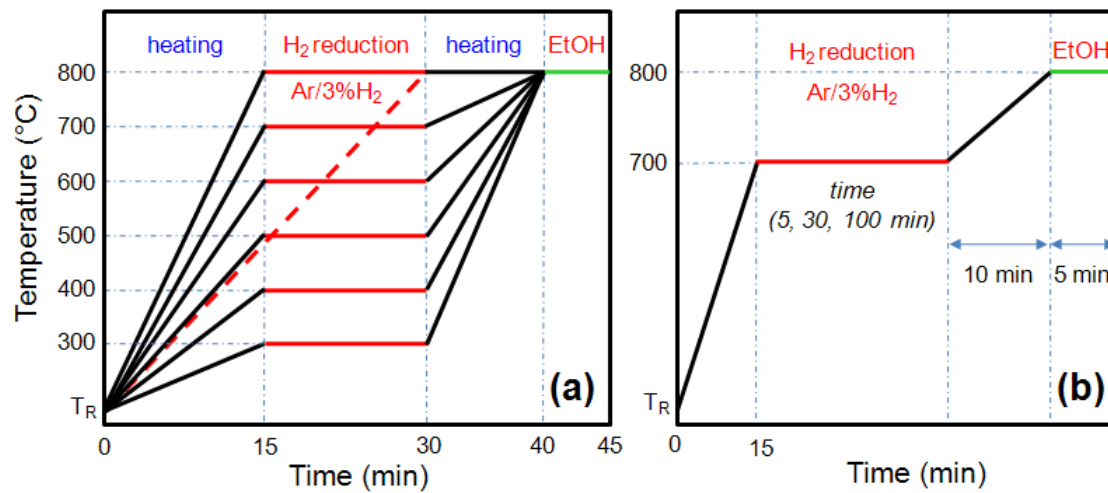 heating
H₂ reduction
heating
EtOH
Ar/3%H₂
800
700
600
500
400
300
T_R
0
15
30
40
45
Temperature (°C)
Time (min)
(a)
H₂ reduction
EtOH
Ar/3%H₂
800
700
time
(5, 30, 100 min)
10 min
5 min
T_R
0
15
Time (min)
(b)